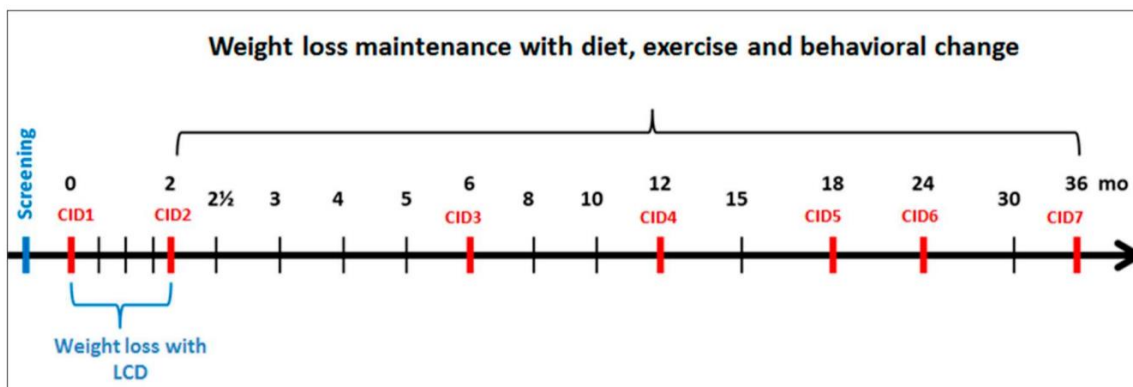 Weight loss maintenance with diet, exercise and behavioral change
Screening
0 2 2½ 3 4 5 6 8 10 12 15 18 24 30 36 mo
CID1 CID2 CID3 CID4 CID5 CID6 CID7
Weight loss with
LCD